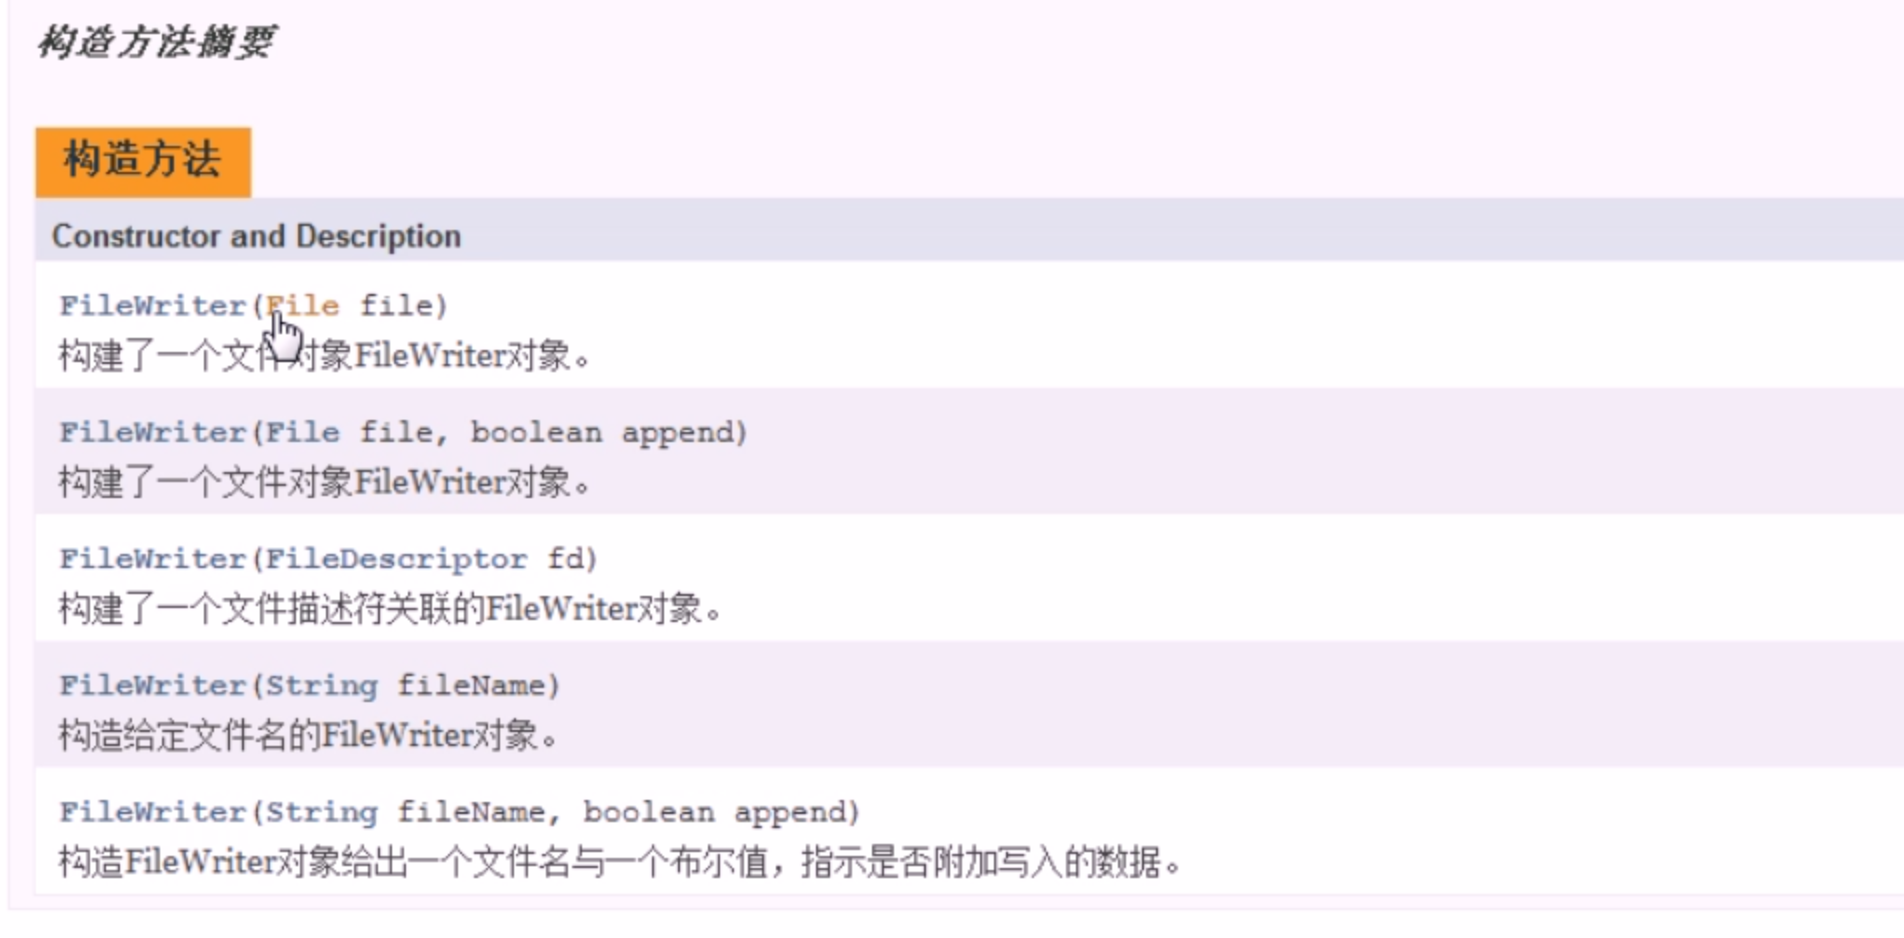 构造方法摘要
构造方法
Constructor and Description
FileWriter(File file)
构建了一个文件对象FileWriter对象。
FileWriter(File file, boolean append)
构建了一个文件对象FileWriter对象。
FileWriter(FileDescriptor fd)
构建了一个文件描述符关联的FileWriter对象。
FileWriter(String fileName)
构造给定文件名的FileWriter对象。
FileWriter(String fileName, boolean append)
构造FileWriter对象给出一个文件名与一个布尔值，指示是否附加写入的数据。